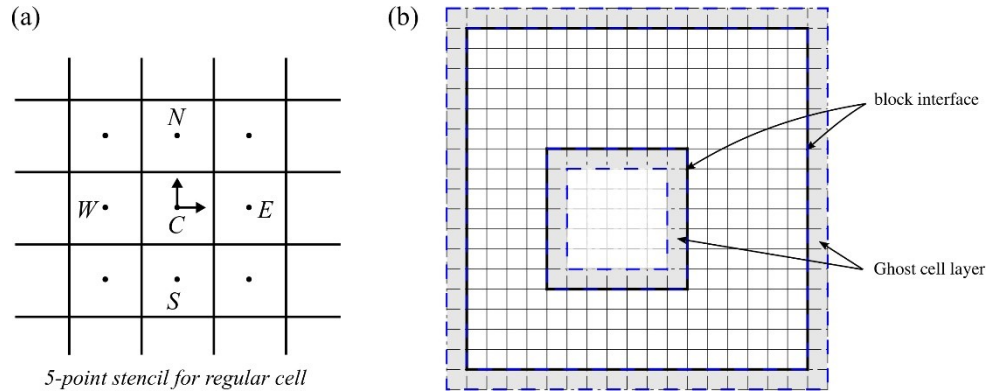 (a)
N
W
C
E
S
5-point stencil for regular cell
(b)
block interface
Ghost cell layer